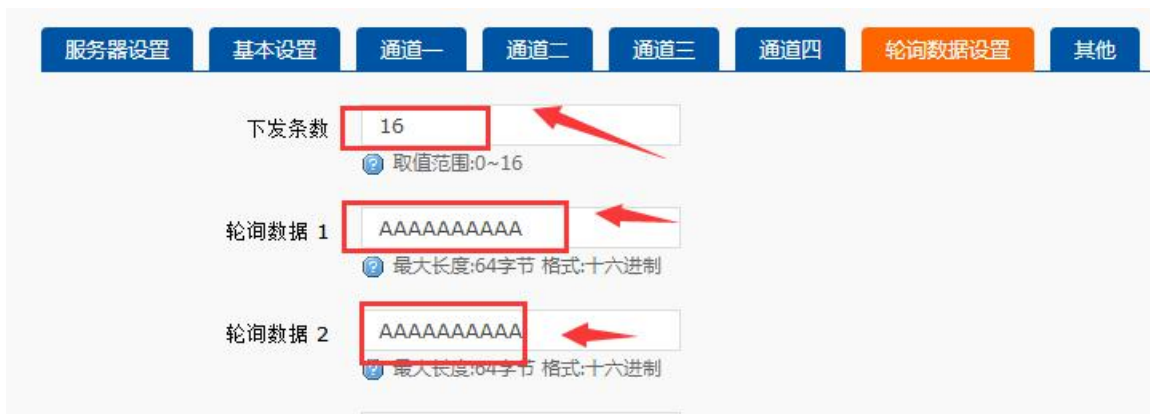 服务器设置 基本设置 通道一 通道二 通道三 通道四 轮询数据设置 其他
下发条数 16
取值范围:0~16
轮询数据 1 AAAAAAAAAA
最大长度:64字节 格式:十六进制
轮询数据 2 AAAAAAAAAA
最大长度:64字节 格式:十六进制